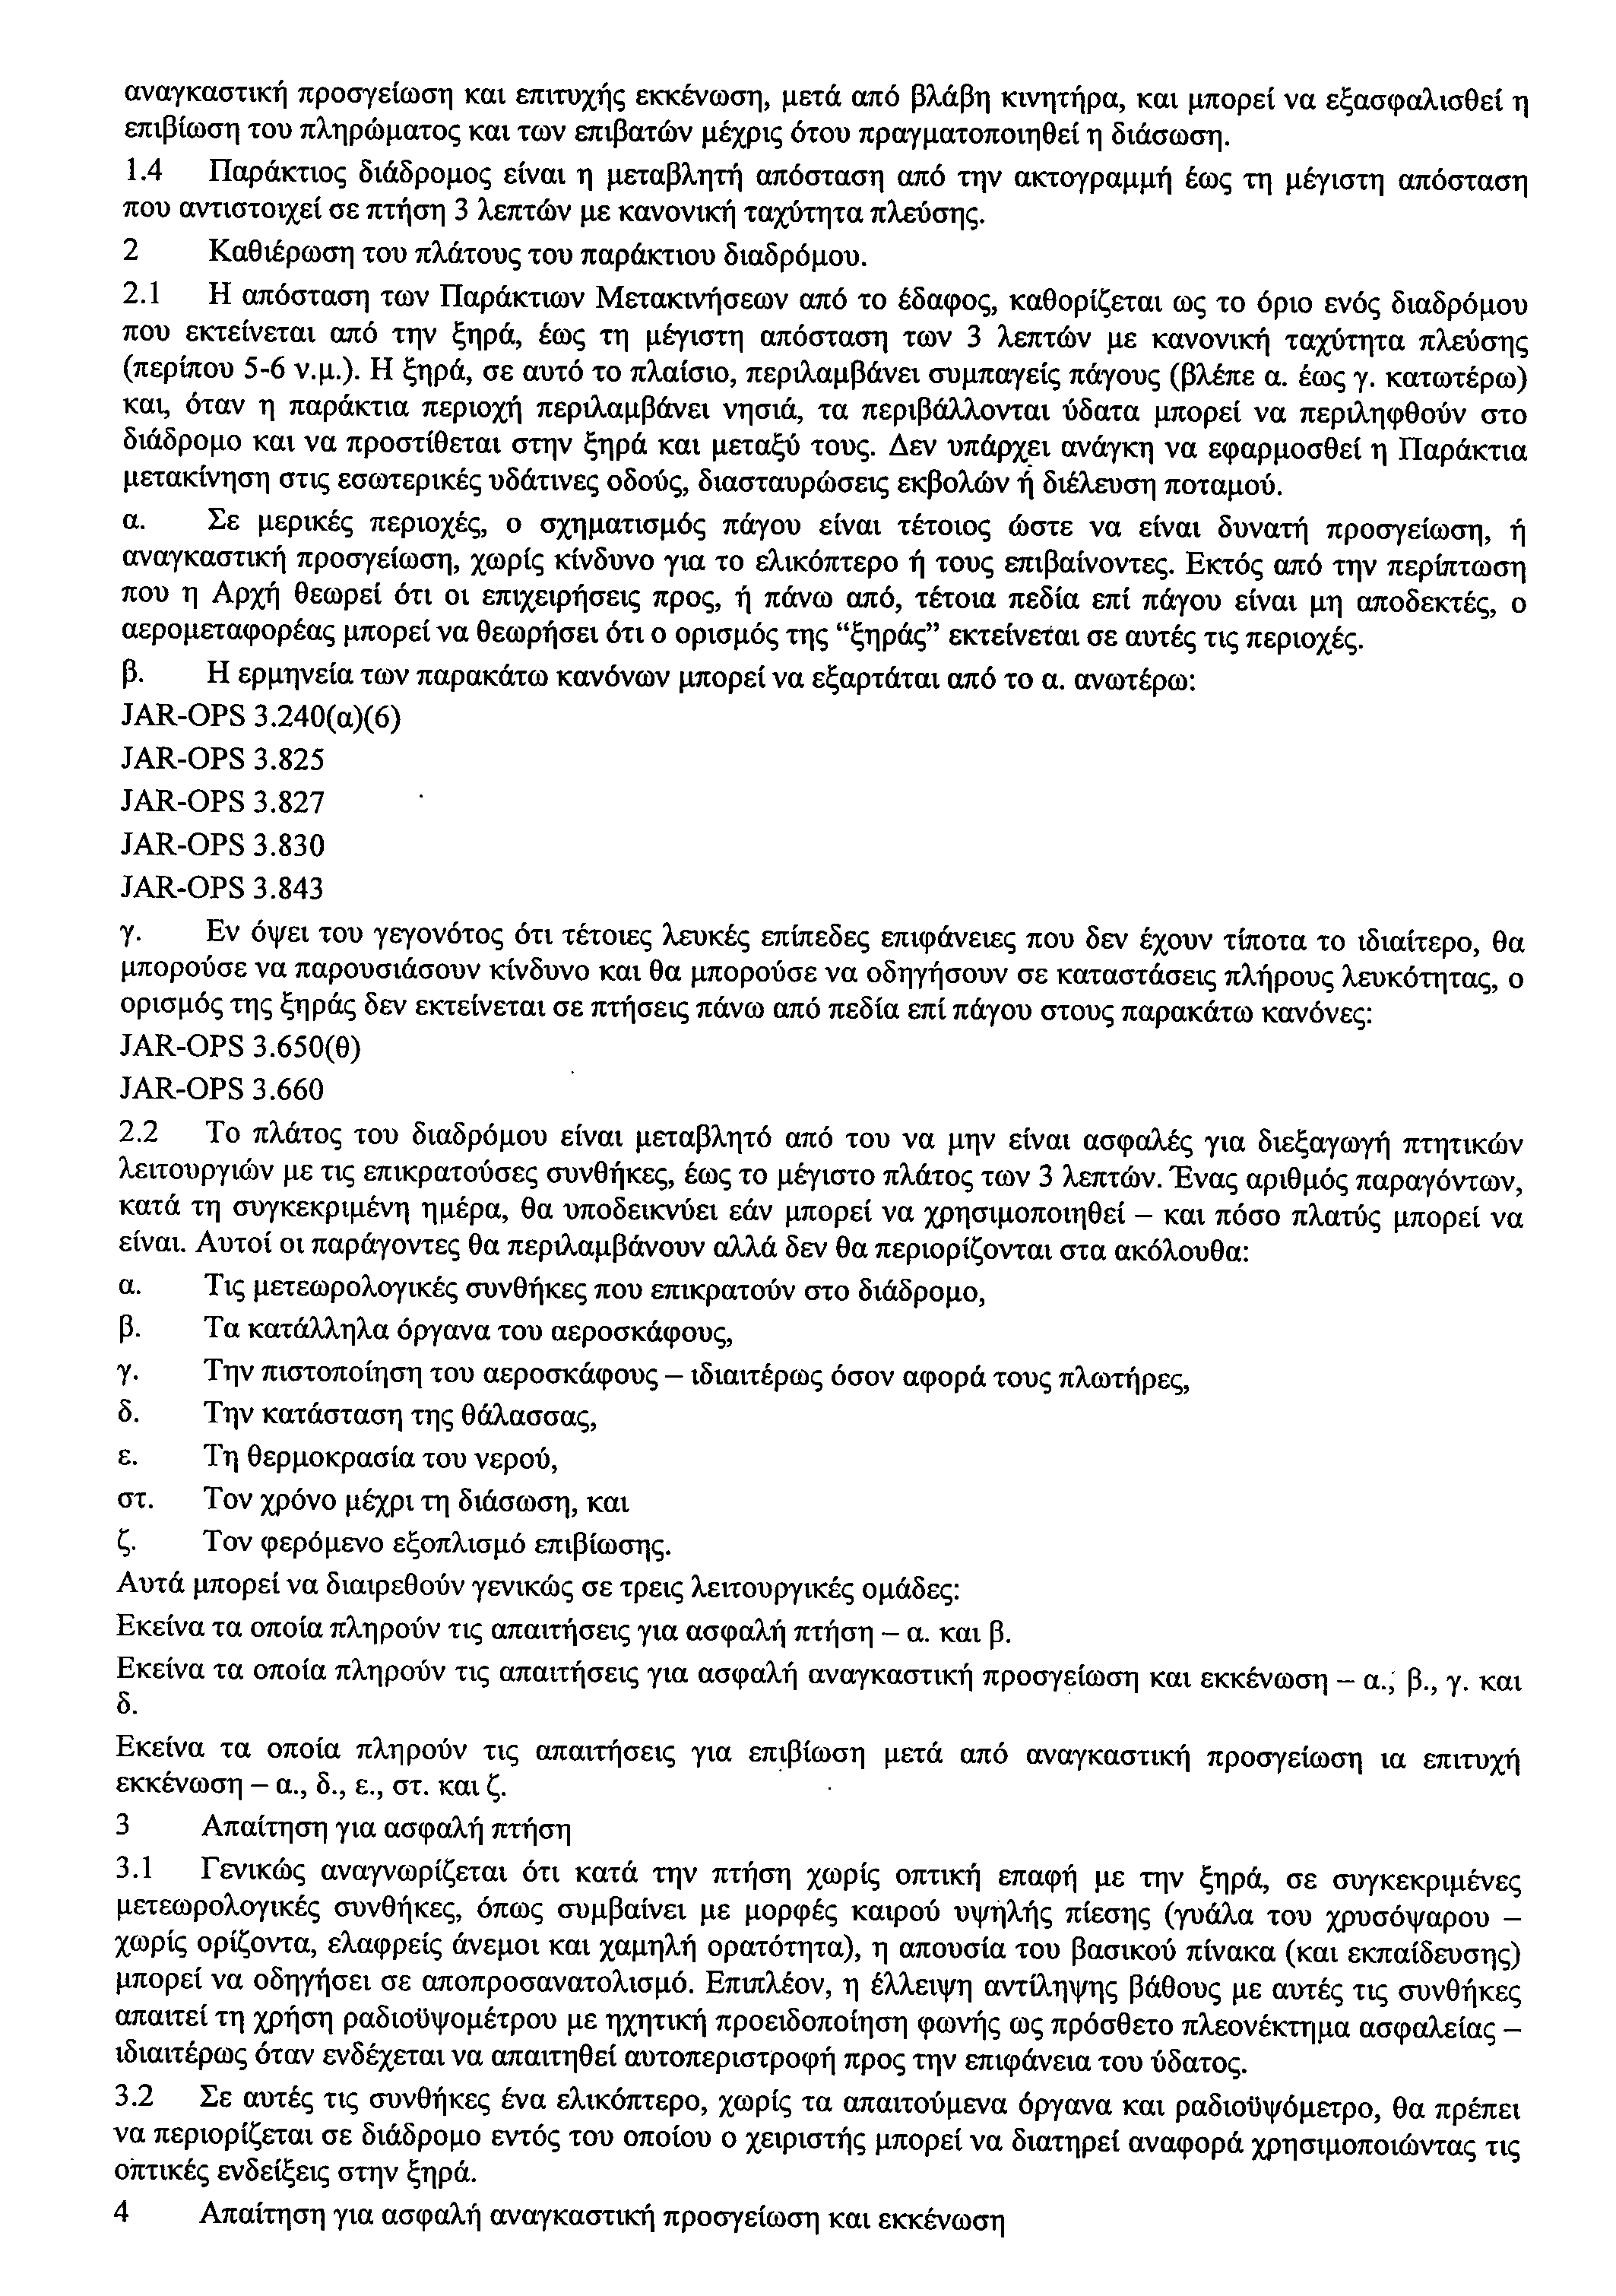 αναγκαστική προσγείωση και επιτυχής εκκένωση, μετά από βλάβη κινητήρα, και μπορεί να εξασφαλισθεί η
επιβίωση του πληρώματος και των επιβατών μέχρις ότου πραγματοποιηθεί η διάσωση.
1.4 Παράκτιος διάδρομος είναι η μεταβλητή απόσταση από την ακτογραμμή έως τη μέγιστη απόσταση
που αντιστοιχεί σε πτήση 3 λεπτών με κανονική ταχύτητα πλεύσης.
2 Καθιέρωση του πλάτους του παράκτιου διαδρόμου.
2.1 Η απόσταση των Παράκτιων Μετακινήσεων από το έδαφος, καθορίζεται ως το όριο ενός διαδρόμου
που εκτείνεται από την ξηρά, έως τη μέγιστη απόσταση των 3 λεπτών με κανονική ταχύτητα πλεύσης
(περίπου 5-6 ν.μ.). Η ξηρά, σε αυτό το πλαίσιο, περιλαμβάνει συμπαγείς πάγους (βλέπε α. έως γ. κατωτέρω)
και, όταν η παράκτια περιοχή περιλαμβάνει νησιά, τα περιβάλλονται ύδατα μπορεί να περιληφθούν στο
διάδρομο και να προστίθεται στην ξηρά και μεταξύ τους. Δεν υπάρχει ανάγκη να εφαρμοσθεί η Παράκτια
μετακίνηση στις εσωτερικές υδάτινες οδούς, διασταυρώσεις εκβολών ή διέλευση ποταμού.
α. Σε μερικές περιοχές, ο σχηματισμός πάγου είναι τέτοιος ώστε να είναι δυνατή προσγείωση, ή
αναγκαστική προσγείωση, χωρίς κίνδυνο για το ελικόπτερο ή τους επιβαίνοντες. Εκτός από την περίπτωση
που η Αρχή θεωρεί ότι οι επιχειρήσεις προς, ή πάνω από, τέτοια πεδία επί πάγου είναι μη αποδεκτές, ο
αερομεταφορέας μπορεί να θεωρήσει ότι ο ορισμός της “ξηράς” εκτείνεται σε αυτές τις περιοχές.
β. Η ερμηνεία των παρακάτω κανόνων μπορεί να εξαρτάται από το α. ανωτέρω:
JAR-OPS 3.240(α)(6)
JAR-OPS 3.825
JAR-OPS 3.827
JAR-OPS 3.830
JAR-OPS 3.843
γ. Εν όψει του γεγονότος ότι τέτοιες λευκές επίπεδες επιφάνειες που δεν έχουν τίποτα το ιδιαίτερο, θα
μπορούσε να παρουσιάσουν κίνδυνο και θα μπορούσε να οδηγήσουν σε καταστάσεις πλήρους λευκότητας, ο
ορισμός της ξηράς δεν εκτείνεται σε πτήσεις πάνω από πεδία επί πάγου στους παρακάτω κανόνες:
JAR-OPS 3.650(θ)
JAR-OPS 3.660
2.2 Το πλάτος του διαδρόμου είναι μεταβλητό από του να μην είναι ασφαλές για διεξαγωγή πτητικών
λειτουργιών με τις επικρατούσες συνθήκες, έως το μέγιστο πλάτος των 3 λεπτών. Ένας αριθμός παραγόντων,
κατά τη συγκεκριμένη ημέρα, θα υποδεικνύει εάν μπορεί να χρησιμοποιηθεί – και πόσο πλατύς μπορεί να
είναι. Αυτοί οι παράγοντες θα περιλαμβάνουν αλλά δεν θα περιορίζονται στα ακόλουθα:
α. Τις μετεωρολογικές συνθήκες που επικρατούν στο διάδρομο,
β. Τα κατάλληλα όργανα του αεροσκάφους,
γ. Την πιστοποίηση του αεροσκάφους – ιδιαιτέρως όσον αφορά τους πλωτήρες,
δ. Την κατάσταση της θάλασσας,
ε. Τη θερμοκρασία του νερού,
στ. Τον χρόνο μέχρι τη διάσωση, και
ζ. Τον φερόμενο εξοπλισμό επιβίωσης.
Αυτά μπορεί να διαιρεθούν γενικώς σε τρεις λειτουργικές ομάδες:
Εκείνα τα οποία πληρούν τις απαιτήσεις για ασφαλή πτήση – α. και β.
Εκείνα τα οποία πληρούν τις απαιτήσεις για ασφαλή αναγκαστική προσγείωση και εκκένωση – α., β., γ. και
δ.
Εκείνα τα οποία πληρούν τις απαιτήσεις για επιβίωση μετά από αναγκαστική προσγείωση ια επιτυχή
εκκένωση – α., δ., ε., στ. και ζ.
3 Απαίτηση για ασφαλή πτήση
3.1 Γενικώς αναγνωρίζεται ότι κατά την πτήση χωρίς οπτική επαφή με την ξηρά, σε συγκεκριμένες
μετεωρολογικές συνθήκες, όπως συμβαίνει με μορφές καιρού υψηλής πίεσης (γυάλα του χρυσόψαρου –
χωρίς ορίζοντα, ελαφρείς άνεμοι και χαμηλή ορατότητα), η απουσία του βασικού πίνακα (και εκπαίδευσης)
μπορεί να οδηγήσει σε αποπροσανατολισμό. Επιπλέον, η έλλειψη αντίληψης βάθους με αυτές τις συνθήκες
απαιτεί τη χρήση ραδιοϋψομέτρου με ηχητική προειδοποίηση φωνής ως πρόσθετο πλεονέκτημα ασφαλείας –
ιδιαιτέρως όταν ενδέχεται να απαιτηθεί αυτοπεριστροφή προς την επιφάνεια του ύδατος.
3.2 Σε αυτές τις συνθήκες ένα ελικόπτερο, χωρίς τα απαιτούμενα όργανα και ραδιοϋψόμετρο, θα πρέπει
να περιορίζεται σε διάδρομο εντός του οποίου ο χειριστής μπορεί να διατηρεί αναφορά χρησιμοποιώντας τις
οπτικές ενδείξεις στην ξηρά.
4 Απαίτηση για ασφαλή αναγκαστική προσγείωση και εκκένωση